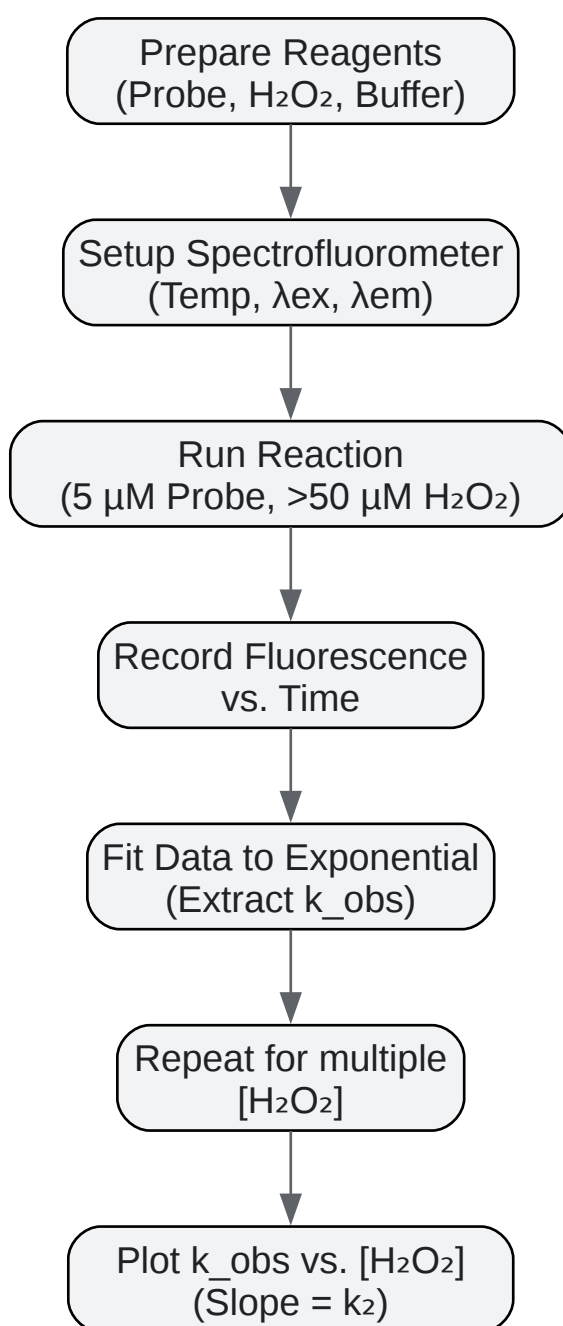 Prepare Reagents
(Probe, H₂O₂, Buffer)
Setup Spectrofluorometer
(Temp, λex, λem)
Run Reaction
(5 µM Probe, >50 µM H₂O₂)
Record Fluorescence
vs. Time
Fit Data to Exponential
(Extract k_obs)
Repeat for multiple
[H₂O₂]
Plot k_obs vs. [H₂O₂]
(Slope = k₂)